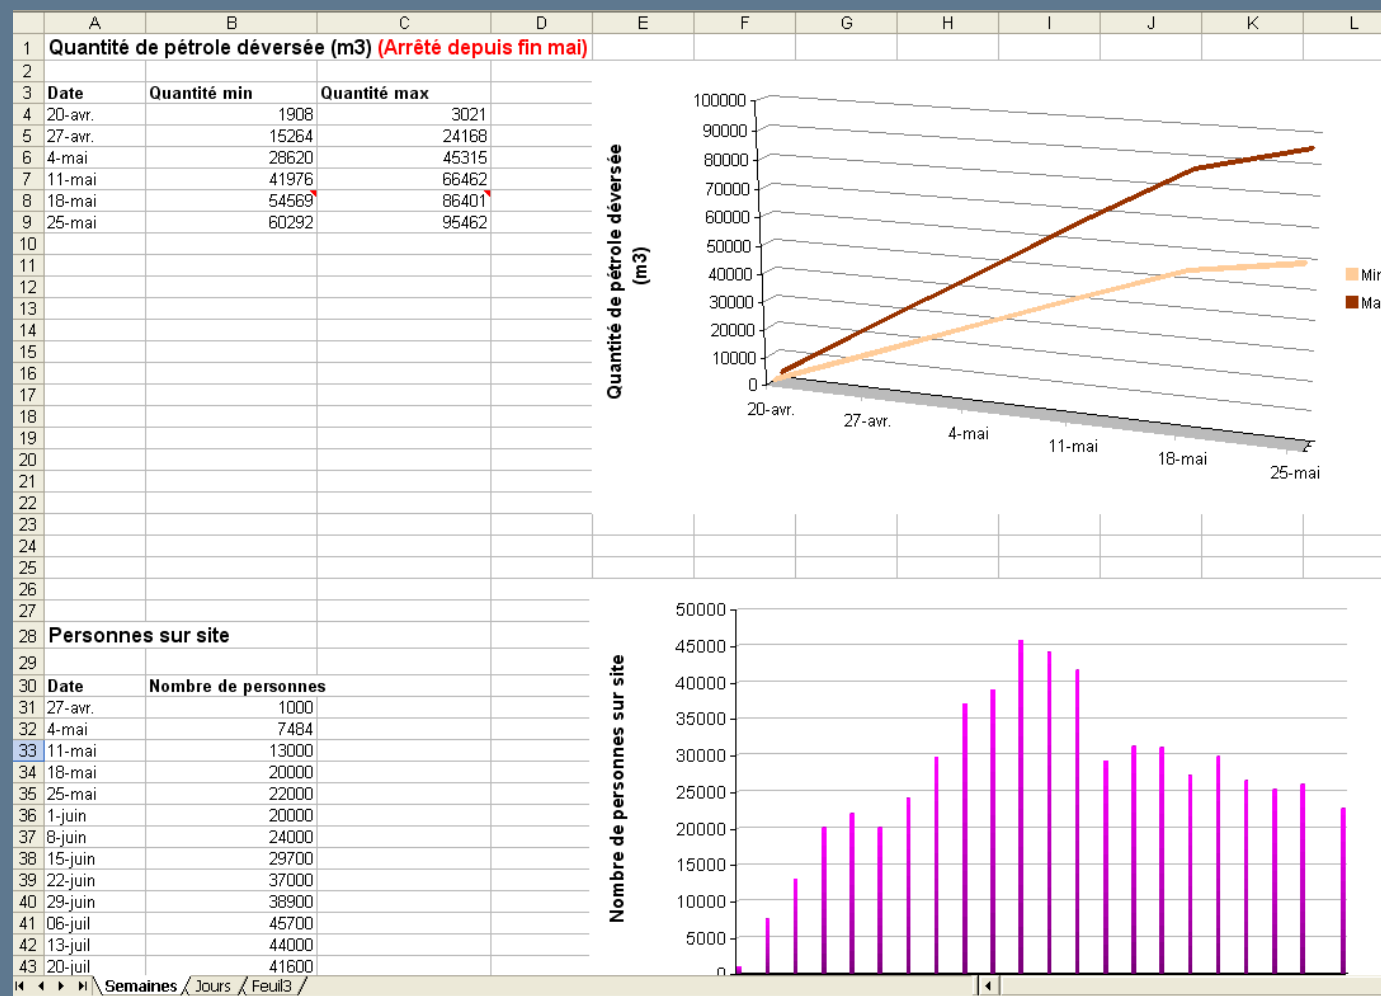 A B C D E F G H I J K L
1 Quantité de pétrole déversée (m3) (Arrêté depuis fin mai)
2
3 Date Quantité min Quantité max
4 20-avr. 1908 3021
5 27-avr. 15264 24168
6 4-mai 28620 45315
7 11-mai 41976 66462
8 18-mai 54569 86401
9 25-mai 60292 95462
10
11
12
13
14
15
16
17
18
19
20
21
22
23
24
25
26
27
28 Personnes sur site
29
30 Date Nombre de personnes
31 27-avr. 1000
32 4-mai 7484
33 11-mai 13000
34 18-mai 20000
35 25-mai 22000
36 1-juin 20000
37 8-juin 24000
38 15-juin 29700
39 22-juin 37000
40 29-juin 38900
41 06-juil 45700
42 13-juil 44000
43 20-juil 41600
Quantité de pétrole déversée
(m3)
100000
90000
80000
70000
60000
50000
40000
30000
20000
10000
0
20-avr.
27-avr.
4-mai
11-mai
18-mai
25-mai
Min
Ma
Nombre de personnes sur site
50000
45000
40000
35000
30000
25000
20000
15000
10000
5000
0
Semaines Jours Feuil3